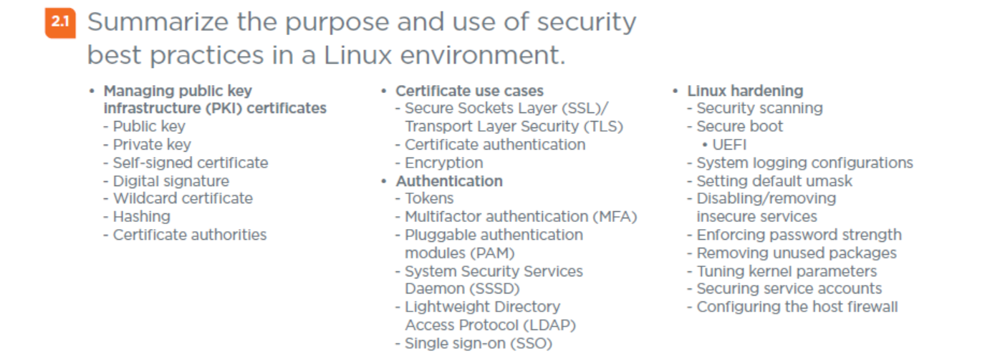 2.1
Summarize the purpose and use of security
best practices in a Linux environment.
• Managing public key
infrastructure (PKI) certificates
- Public key
- Private key
- Self-signed certificate
- Digital signature
- Wildcard certificate
- Hashing
- Certificate authorities
• Certificate use cases
- Secure Sockets Layer (SSL)/
Transport Layer Security (TLS)
- Certificate authentication
- Encryption
• Authentication
- Tokens
- Multifactor authentication (MFA)
- Pluggable authentication
modules (PAM)
- System Security Services
Daemon (SSSD)
- Lightweight Directory
Access Protocol (LDAP)
- Single sign-on (SSO)
• Linux hardening
- Security scanning
- Secure boot
• UEFI
- System logging configurations
- Setting default umask
- Disabling/removing
insecure services
- Enforcing password strength
- Removing unused packages
- Tuning kernel parameters
- Securing service accounts
- Configuring the host firewall